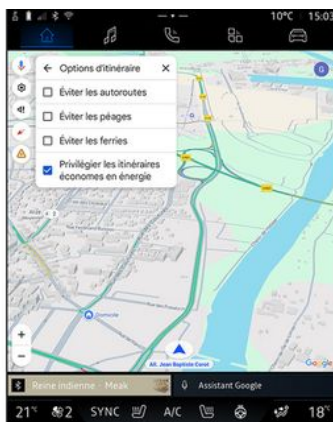 10°C 15:03
Options d'itinéraire
G
Éviter les autoroutes
Éviter les péages
Éviter les ferries
Privilégier les itinéraires
économes en énergie
Domicile
All. Jean Baptiste Corot
Google
Reine indienne - Meak
Assistant Google
21° 2 SYNC A/C 18°